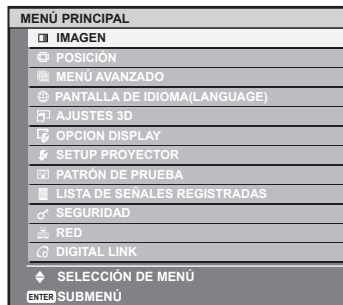 MENÚ PRINCIPAL
IMAGEN
POSICIÓN
MENÚ AVANZADO
PANTALLA DE IDIOMA(LANGUAGE)
AJUSTES 3D
OPCION DISPLAY
SETUP PROYECTOR
PATRÓN DE PRUEBA
LISTA DE SEÑALES REGISTRADAS
SEGURIDAD
RED
DIGITAL LINK
SELECCIÓN DE MENÚ
ENTER SUBMENÚ